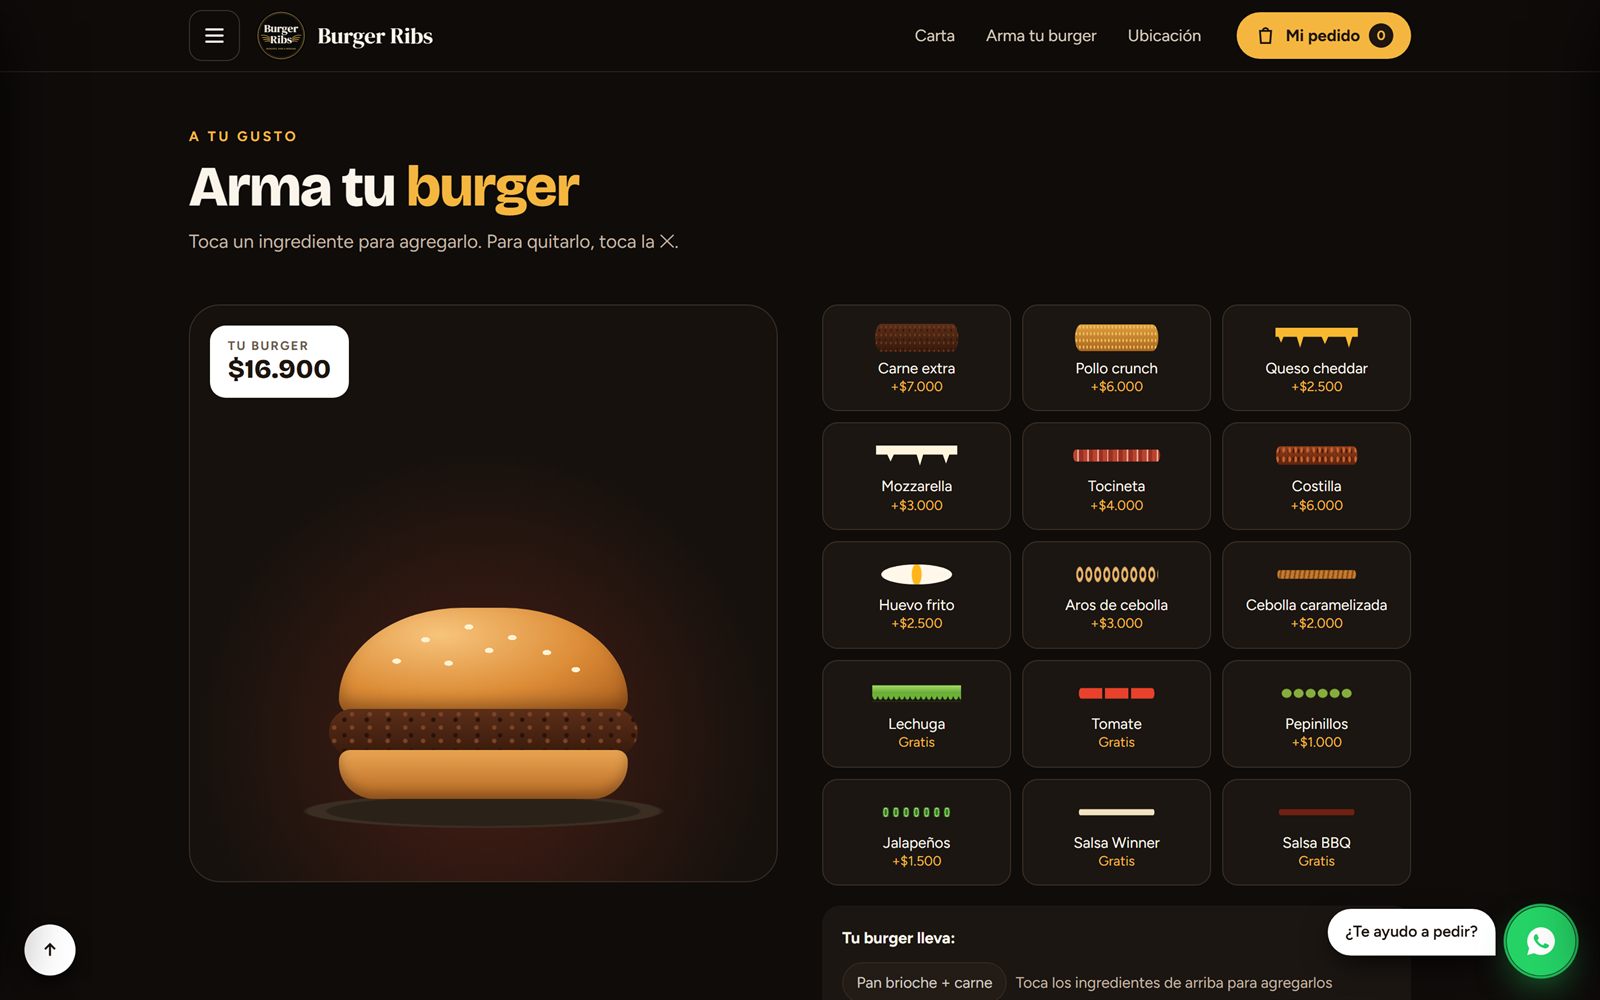 Burger
Ribs
Burger Ribs
Carta
Arma tu burger
Ubicación
Mi pedido 0
A TU GUSTO
Arma tu burger
Toca un ingrediente para agregarlo. Para quitarlo, toca la ×.
TU BURGER
$16.900
Carne extra
+$7.000
Pollo crunch
+$6.000
Queso cheddar
+$2.500
Mozzarella
+$3.000
Tocineta
+$4.000
Costilla
+$6.000
Huevo frito
+$2.500
Aros de cebolla
+$3.000
Cebolla caramelizada
+$2.000
Lechuga
Gratis
Tomate
Gratis
Pepinillos
+$1.000
Jalapeños
+$1.500
Salsa Winner
Gratis
Salsa BBQ
Gratis
Tu burger lleva:
Pan brioche + carne
Toca los ingredientes de arriba para agregarlos
¿Te ayudo a pedir?